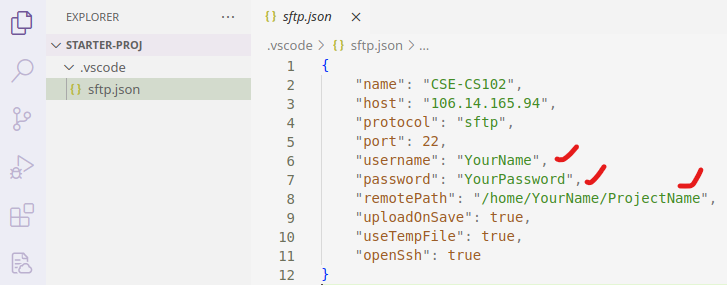 EXPLORER
STARTER-PROJ
.vscode
{} sftp.json
{} sftp.json ×
.vscode > {} sftp.json > ...
1 {
2 "name": "CSE-CS102",
3 "host": "106.14.165.94",
4 "protocol": "sftp",
5 "port": 22,
6 "username": "YourName",
7 "password": "YourPassword",
8 "remotePath": "/home/YourName/ProjectName",
9 "uploadOnSave": true,
10 "useTempFile": true,
11 "openSsh": true
12 }